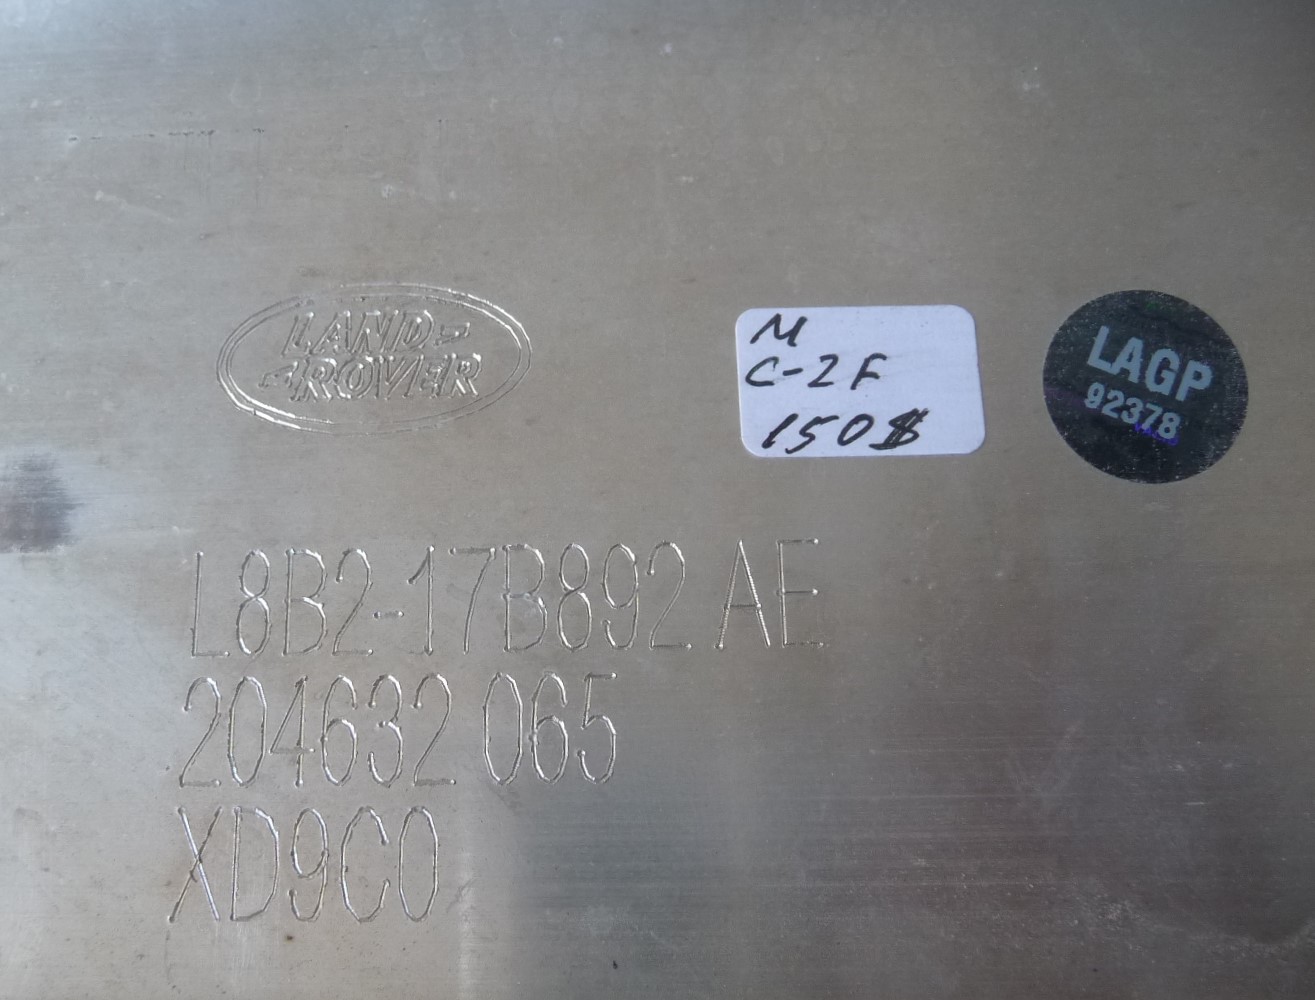 LAND-
ROVER
M
C-2F
150$
LAGP
92378
L8B2-17B892 AE
204632 065
XD9C0